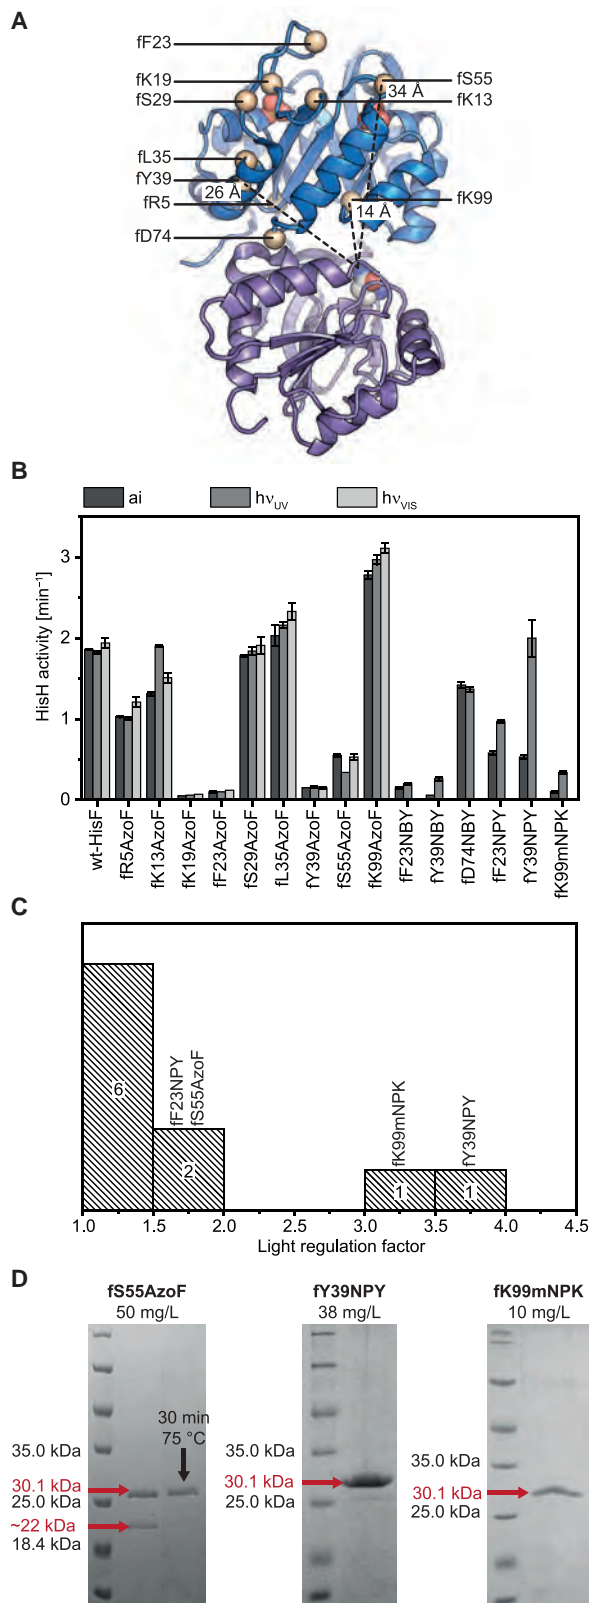 A
fF23
fK19
fS29
fS55
34 Å
fK13
fL35
fY39
26 Å
fR5
fK99
14 Å
fD74
B
ai
hν_UV
hν_VIS
HisH activity [min⁻¹]
3
2
1
0
wt-HisF
fR5AzoF
fK13AzoF
fK19AzoF
fF23AzoF
fS29AzoF
fL35AzoF
fY39AzoF
fS55AzoF
fK99AzoF
fF23NBY
fY39NBY
fD74NBY
fF23NPY
fY39NPY
fK99mNPK
C
6
fF23NPY
fS55AzoF
2
fK99mNPK
1
fY39NPY
1
1.0 1.5 2.0 2.5 3.0 3.5 4.0 4.5
Light regulation factor
D
fS55AzoF
50 mg/L
30 min
75 °C
35.0 kDa
30.1 kDa
25.0 kDa
~22 kDa
18.4 kDa
fY39NPY
38 mg/L
35.0 kDa
30.1 kDa
25.0 kDa
fK99mNPK
10 mg/L
35.0 kDa
30.1 kDa
25.0 kDa